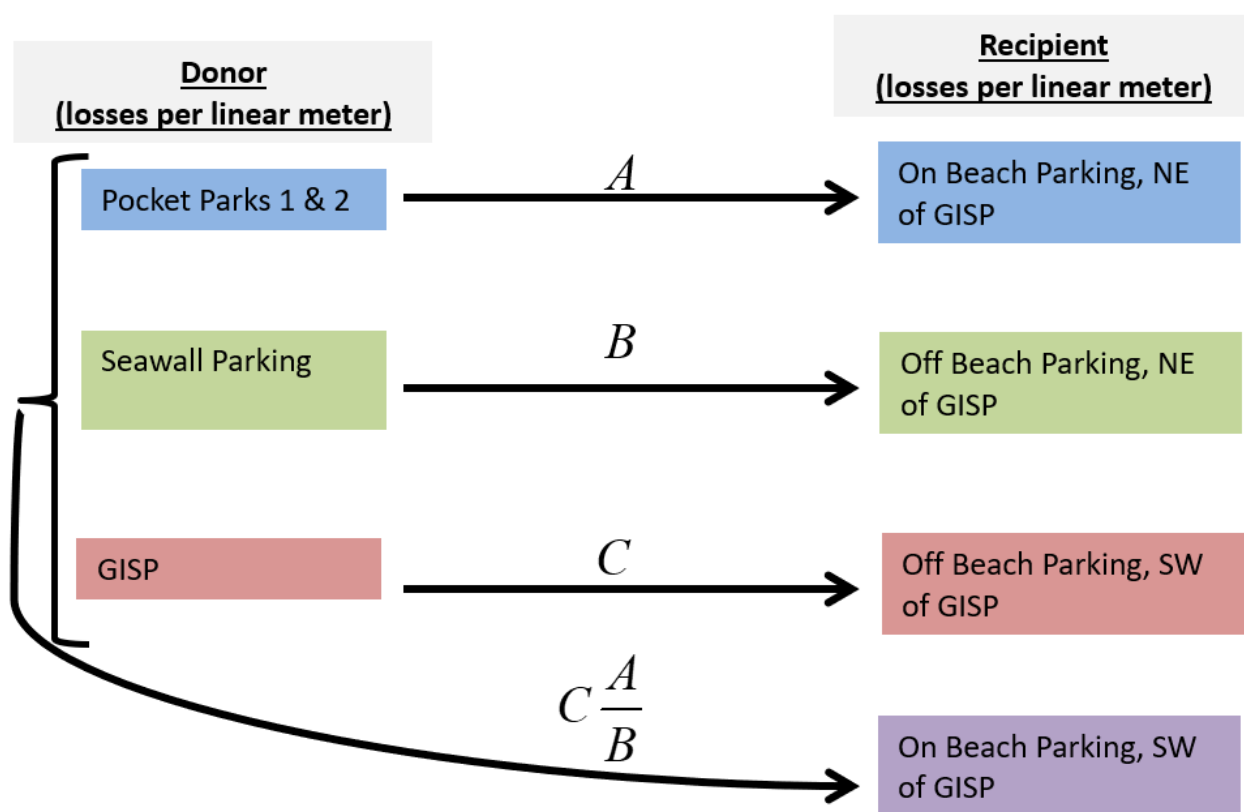 Donor
(losses per linear meter)
Recipient
(losses per linear meter)
Pocket Parks 1 & 2
A
On Beach Parking, NE
of GISP
Seawall Parking
B
Off Beach Parking, NE
of GISP
GISP
C
Off Beach Parking, SW
of GISP
C A
B
On Beach Parking, SW
of GISP